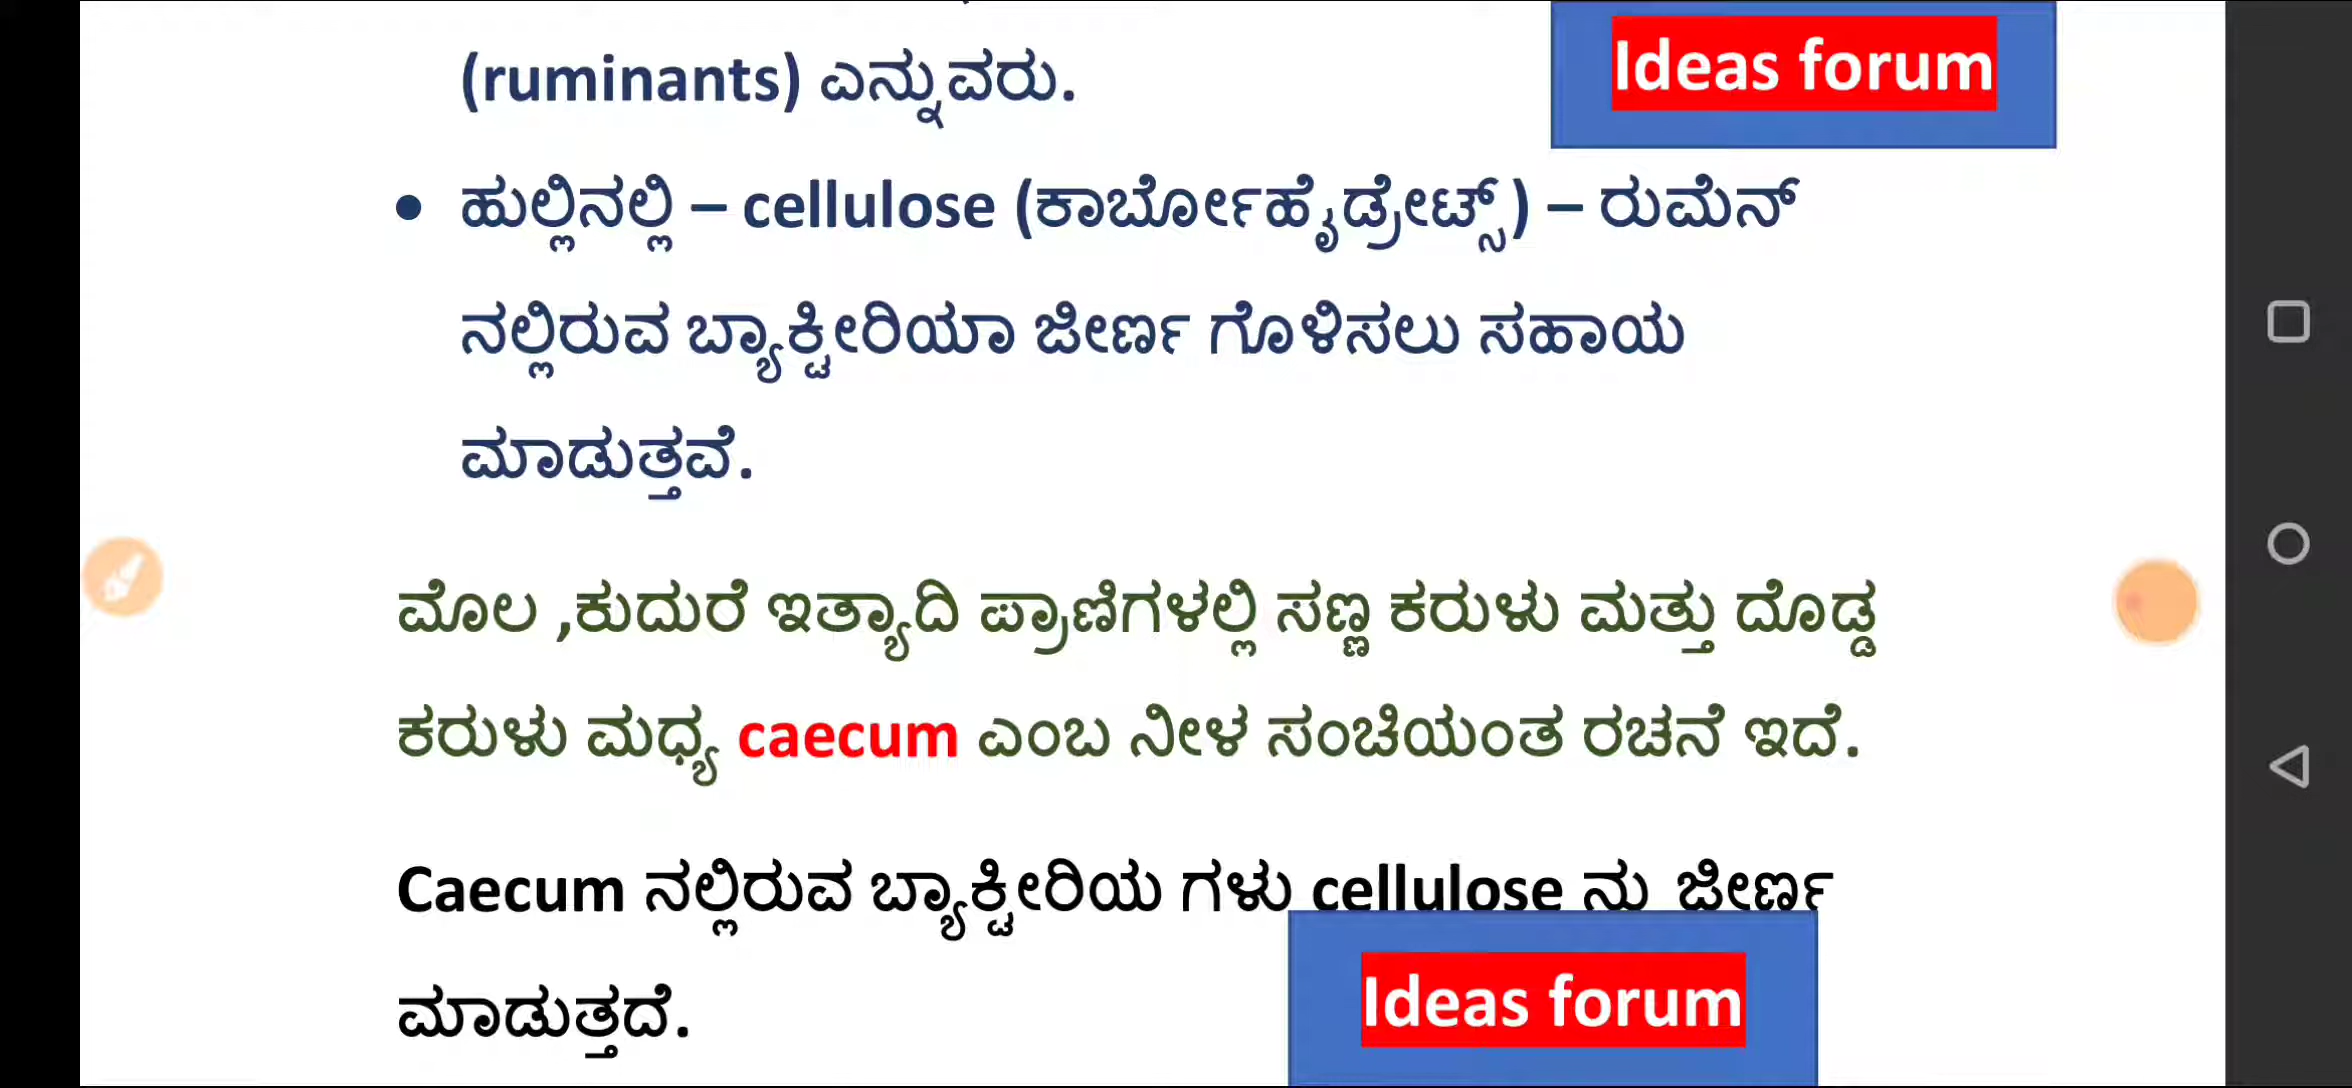 (ruminants) ಎನ್ನುವರು.
Ideas forum
• ಹುಲ್ಲಿನಲ್ಲಿ – cellulose (ಕಾರ್ಬೋಹೈಡ್ರೇಟ್ಸ್) – ರುಮೆನ್
ನಲ್ಲಿರುವ ಬ್ಯಾಕ್ಟೀರಿಯಾ ಜೀರ್ಣ ಗೊಳಿಸಲು ಸಹಾಯ
ಮಾಡುತ್ತವೆ.
ಮೊಲ ,ಕುದುರೆ ಇತ್ಯಾದಿ ಪ್ರಾಣಿಗಳಲ್ಲಿ ಸಣ್ಣ ಕರುಳು ಮತ್ತು ದೊಡ್ಡ
ಕರುಳು ಮಧ್ಯ caecum ಎಂಬ ನೀಳ ಸಂಚಿಯಂತ ರಚನೆ ಇದೆ.
Caecum ನಲ್ಲಿರುವ ಬ್ಯಾಕ್ಟೀರಿಯ ಗಳು cellulose ನು ಜೀರ್ಣ
ಮಾಡುತ್ತದೆ.
Ideas forum